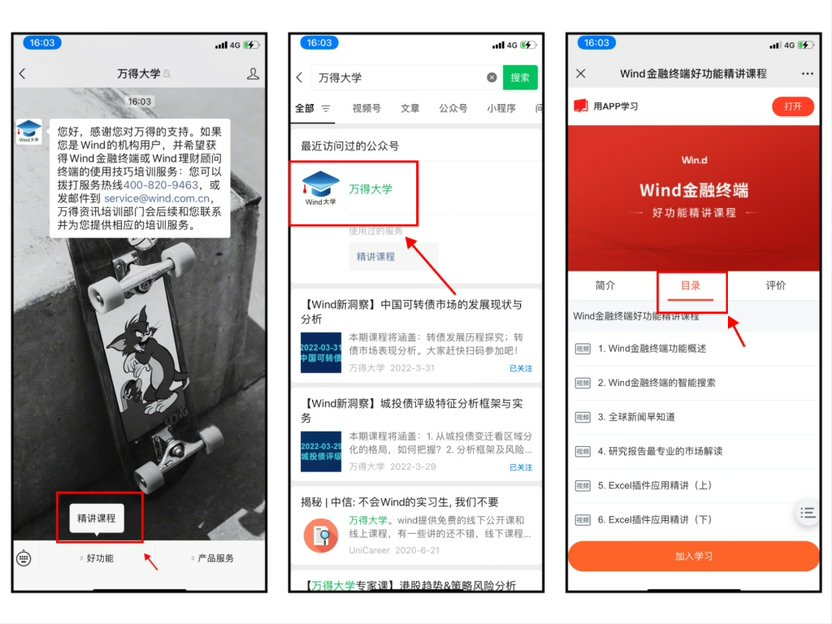 16:03
4G
万得大学
16:03
Wind大学
您好，感谢您对万得的支持。如果
您是Wind的机构用户，并希望获
得Wind金融终端或Wind理财顾问
终端的使用技巧培训服务：您可以
拨打服务热线400-820-9463，或
发邮件到 service@wind.com.cn，
万得资讯培训部门会后续和您联系
并为您提供相应的培训服务。
精讲课程
好功能
产品服务
16:03
4G
万得大学
搜索
全部
视频号
文章
公众号
小程序
问
最近访问过的公众号
Wind大学
万得大学
使用过的服务
精讲课程
【Wind新洞察】中国可转债市场的发展现状与
分析
2022-03-31
中国可转债
本期课程将涵盖：转债发展历程探究；转
债市场表现分析。大家赶快扫码参加吧！
万得大学 2022-3-31
已关注
【Wind新洞察】城投债评级特征分析框架与实
务
2022-03-29
城投债评级
本期课程将涵盖：1. 从城投债变迁看区域分
化的格局，如何把握？2. 分析框架及风险...
万得大学 2022-3-29
已关注
揭秘 | 中信: 不会Wind的实习生, 我们不要
万得大学。wind提供免费的线下公开课和
线上课程，有一些讲的还不错，线下课程...
UniCareer 2020-6-21
【万得大学专家课】港股趋势&策略风险分析
16:03
4G
Wind金融终端好功能精讲课程
用APP学习
打开
Win.d
Wind金融终端
好功能精讲课程
简介
目录
评价
Wind金融终端好功能精讲课程
视频 1. Wind金融终端功能概述
视频 2. Wind金融终端的智能搜索
视频 3. 全球新闻早知道
视频 4. 研究报告最专业的市场解读
视频 5. Excel插件应用精讲（上）
视频 6. Excel插件应用精讲（下）
加入学习